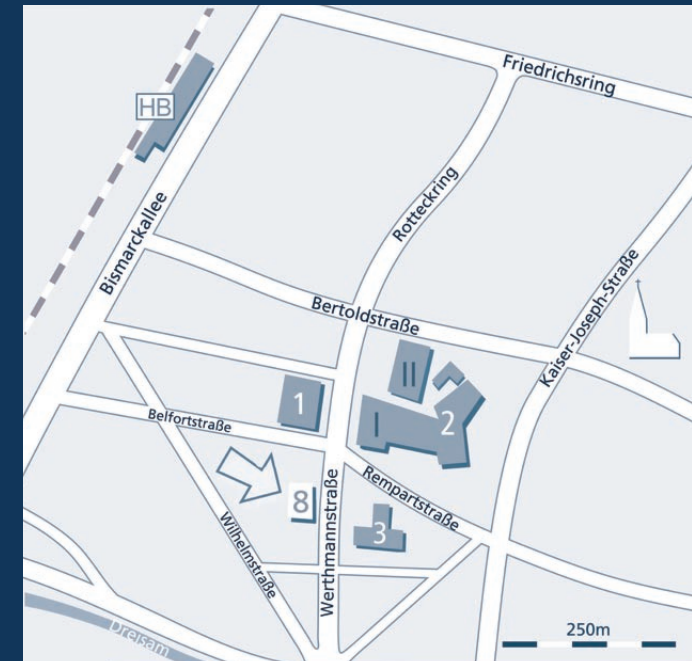 Friedrichsring
HB
Rotteckring
Bismarckallee
Kaiser-Joseph-Straße
Bertoldstraße
II
1
2
I
Belfortstraße
Rempartstraße
8
3
Werthmannstraße
Wilhelmstraße
Dreisam
250m